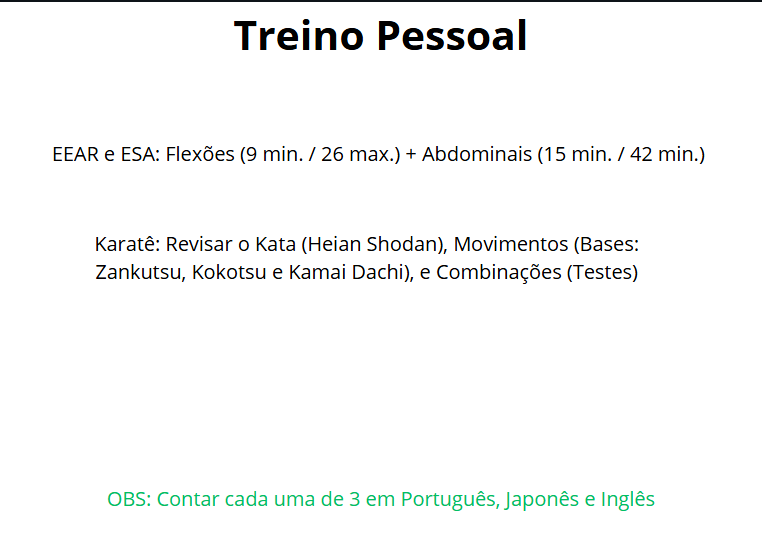 Treino Pessoal
EEAR e ESA: Flexões (9 min. / 26 max.) + Abdominais (15 min. / 42 min.)
Karatê: Revisar o Kata (Heian Shodan), Movimentos (Bases:
Zankutsu, Kokotsu e Kamai Dachi), e Combinações (Testes)
OBS: Contar cada uma de 3 em Português, Japonês e Inglês